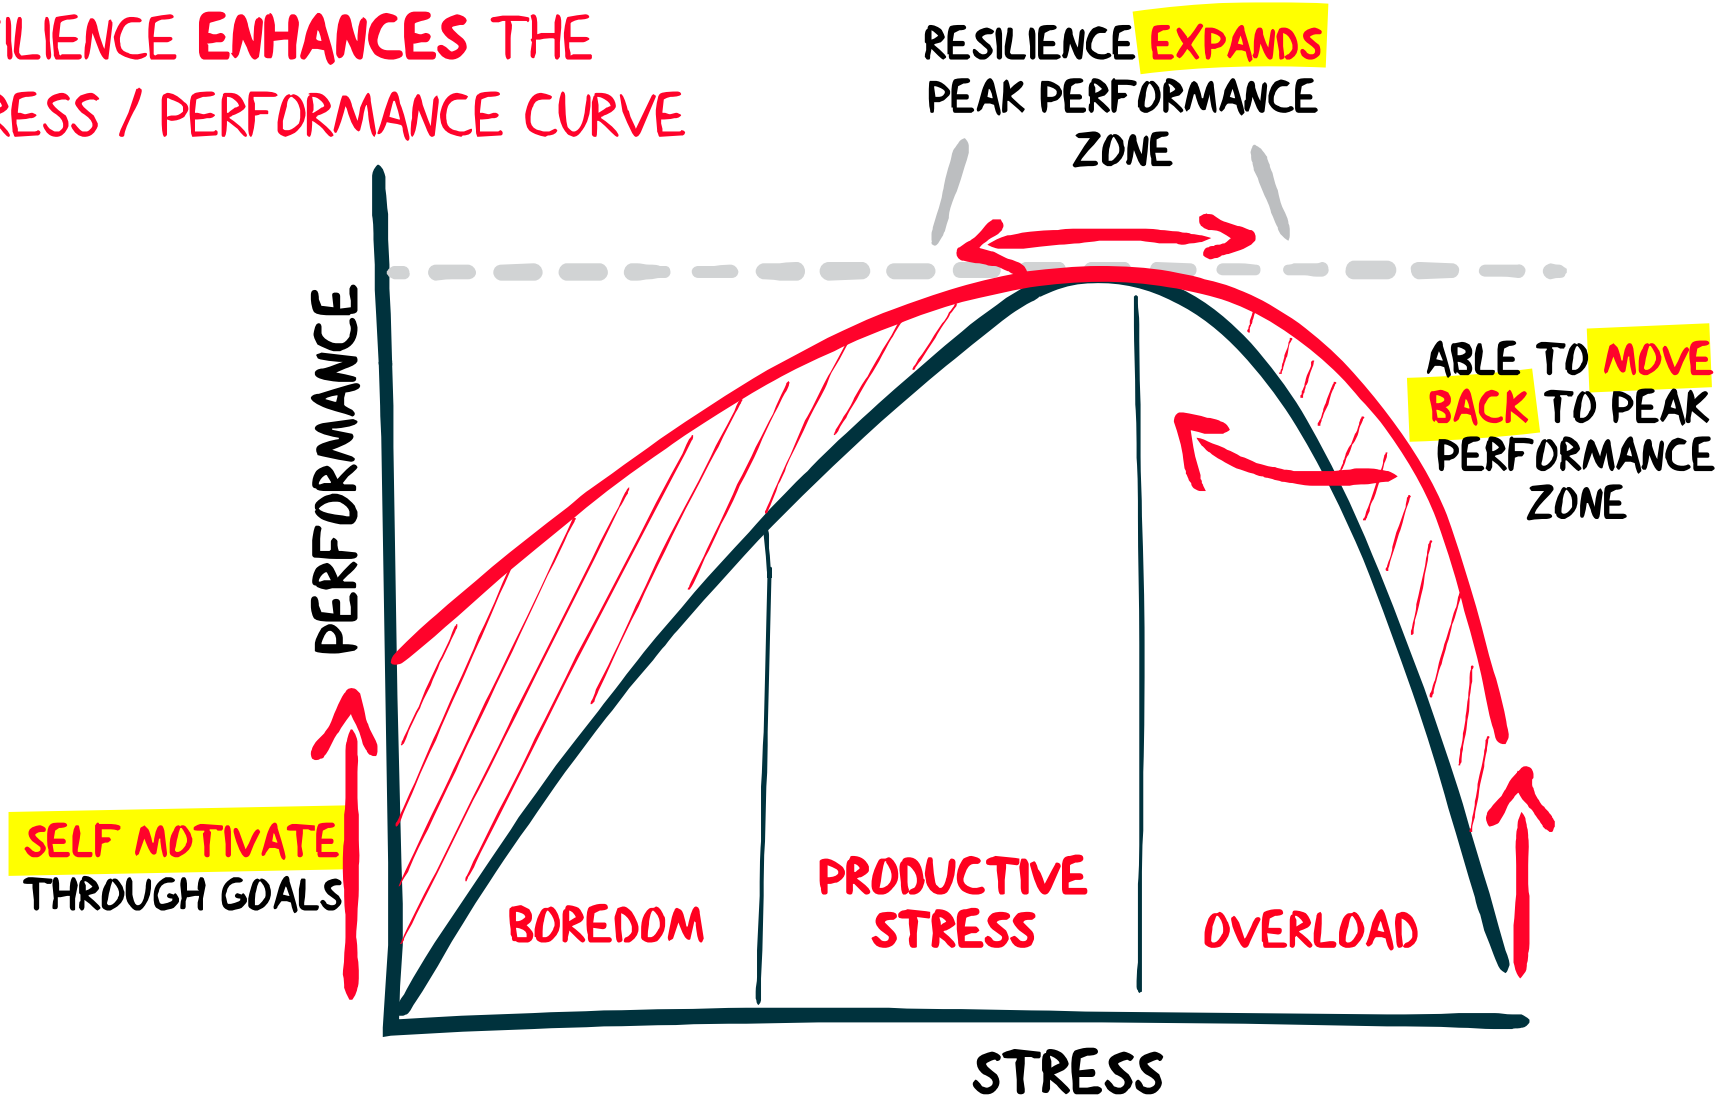 ILIENCE ENHANCES THE
RESS / PERFORMANCE CURVE
RESILIENCE EXPANDS
PEAK PERFORMANCE
ZONE
ABLE TO MOVE
BACK TO PEAK
PERFORMANCE
ZONE
PERFORMANCE
SELF MOTIVATE
THROUGH GOALS
BOREDOM
PRODUCTIVE
STRESS
OVERLOAD
STRESS